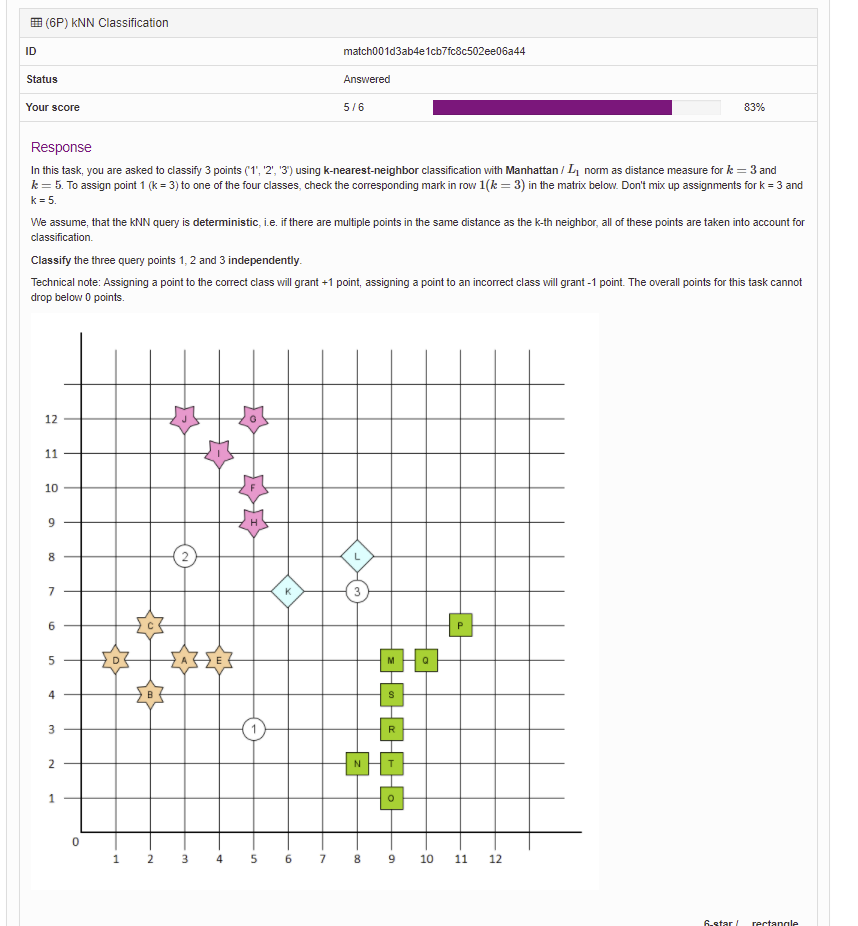 (6P) kNN Classification
ID match001d3ab4e1cb7fc8c502ee06a44
Status Answered
Your score 5 / 6 83%
Response
In this task, you are asked to classify 3 points ('1', '2', '3') using k-nearest-neighbor classification with Manhattan / L₁ norm as distance measure for k = 3 and
k = 5. To assign point 1 (k = 3) to one of the four classes, check the corresponding mark in row 1(k = 3) in the matrix below. Don't mix up assignments for k = 3 and
k = 5.
We assume, that the kNN query is deterministic, i.e. if there are multiple points in the same distance as the k-th neighbor, all of these points are taken into account for
classification.
Classify the three query points 1, 2 and 3 independently.
Technical note: Assigning a point to the correct class will grant +1 point, assigning a point to an incorrect class will grant -1 point. The overall points for this task cannot
drop below 0 points.
12 J G
11 I
10 F
9 H
8 2 L
7 K 3
6 C P
5 D A E M Q
4 B S
3 1 R
2 N T
1 O
0
1 2 3 4 5 6 7 8 9 10 11 12
6-star / rectangle